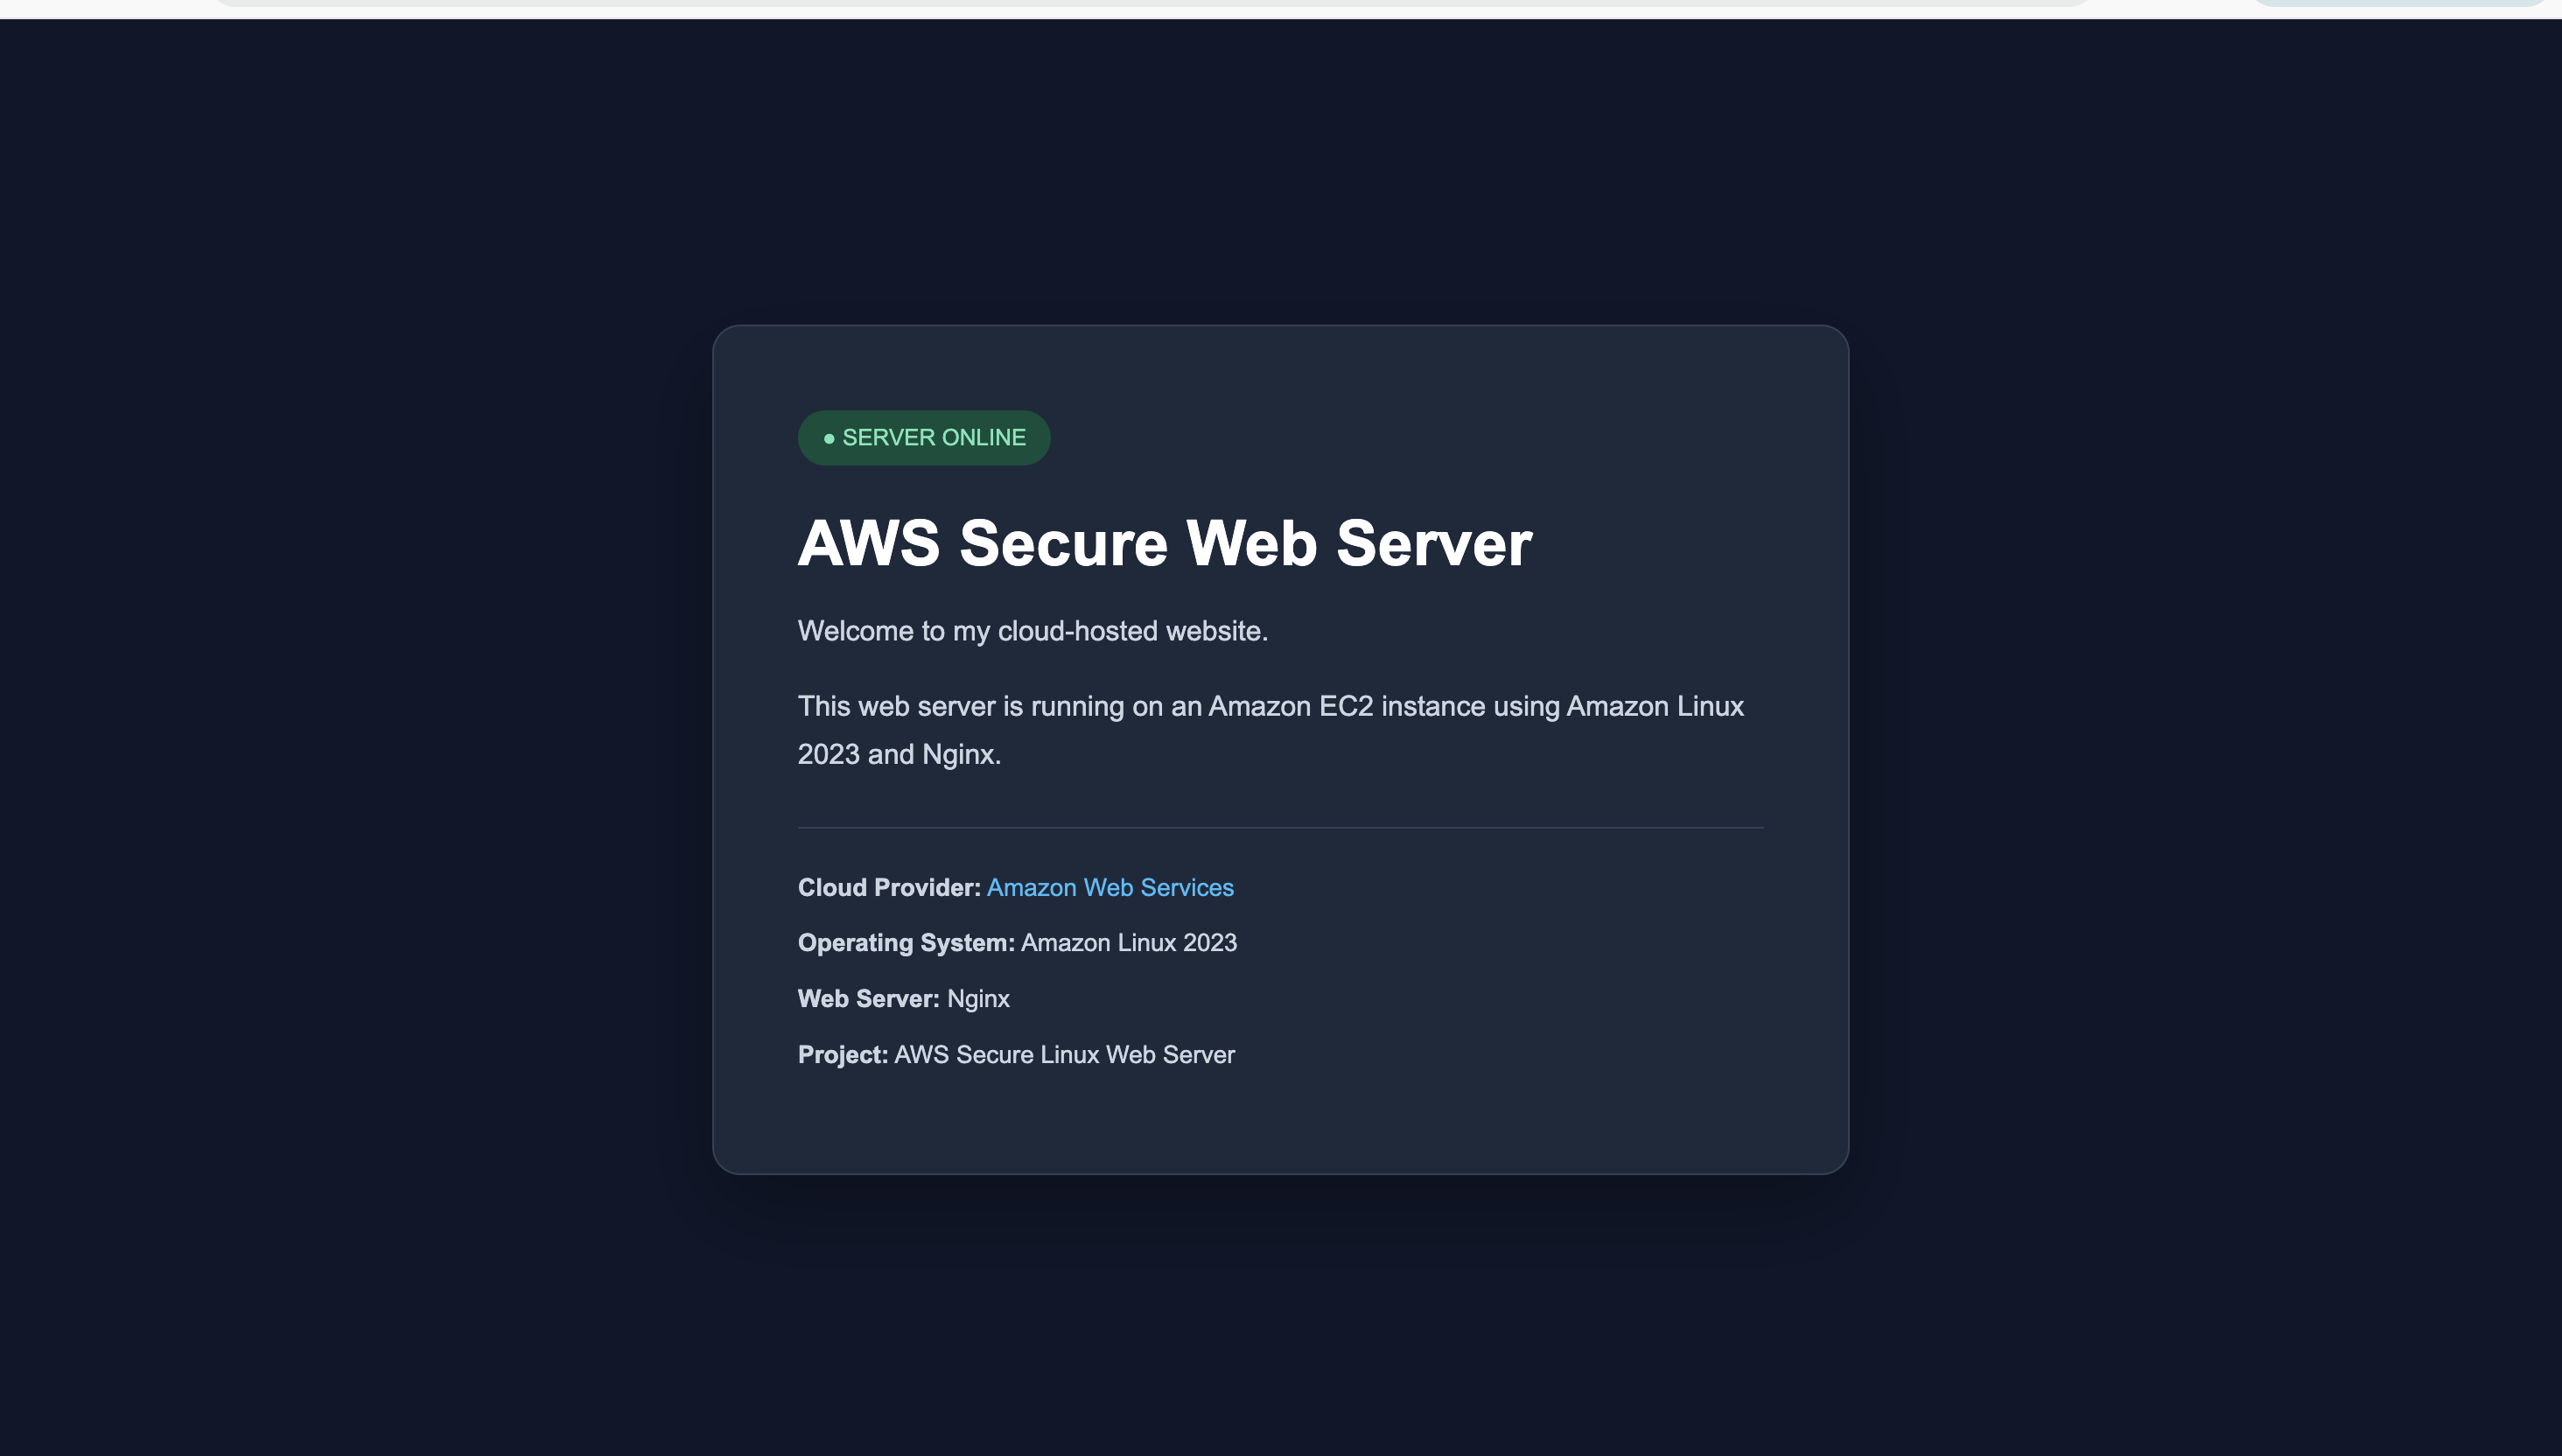 ● SERVER ONLINE
AWS Secure Web Server
Welcome to my cloud-hosted website.
This web server is running on an Amazon EC2 instance using Amazon Linux
2023 and Nginx.
Cloud Provider: Amazon Web Services
Operating System: Amazon Linux 2023
Web Server: Nginx
Project: AWS Secure Linux Web Server